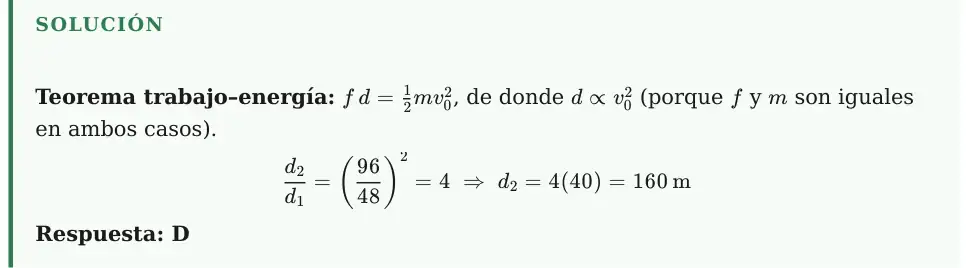 SOLUCIÓN
Teorema trabajo–energía: f d = ½mv₀², de donde d ∝ v₀² (porque f y m son iguales
en ambos casos).
d₂/d₁ = (96/48)² = 4 ⇒ d₂ = 4(40) = 160 m
Respuesta: D